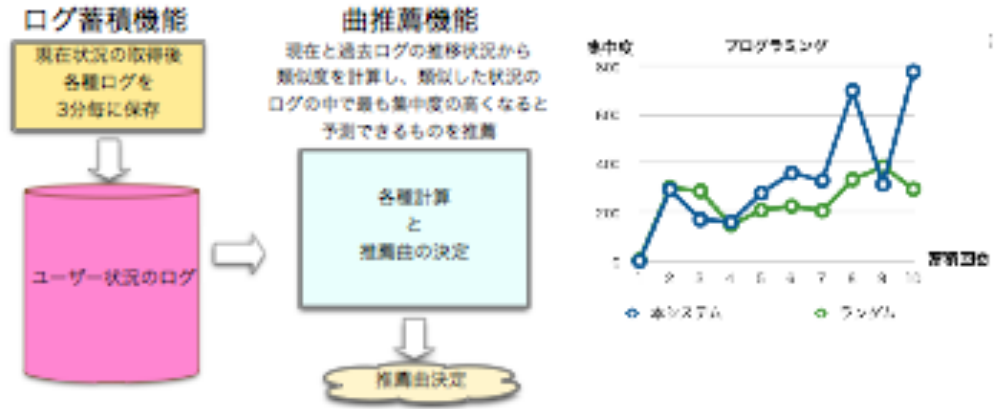 ログ蓄積機能
現在状況の取得後
各種ログを
3分毎に保存
ユーザー状況のログ
曲推薦機能
現在と過去ログの推移状況から
類似度を計算し、類似した状況の
ログの中で最も集中度の高くなると
予測できるものを推薦
各種計算
と
推薦曲の決定
推薦曲決定
集中度
プログラミング
800
600
400
200
0
1 2 3 4 5 6 7 8 9 10
本システム
ランダム